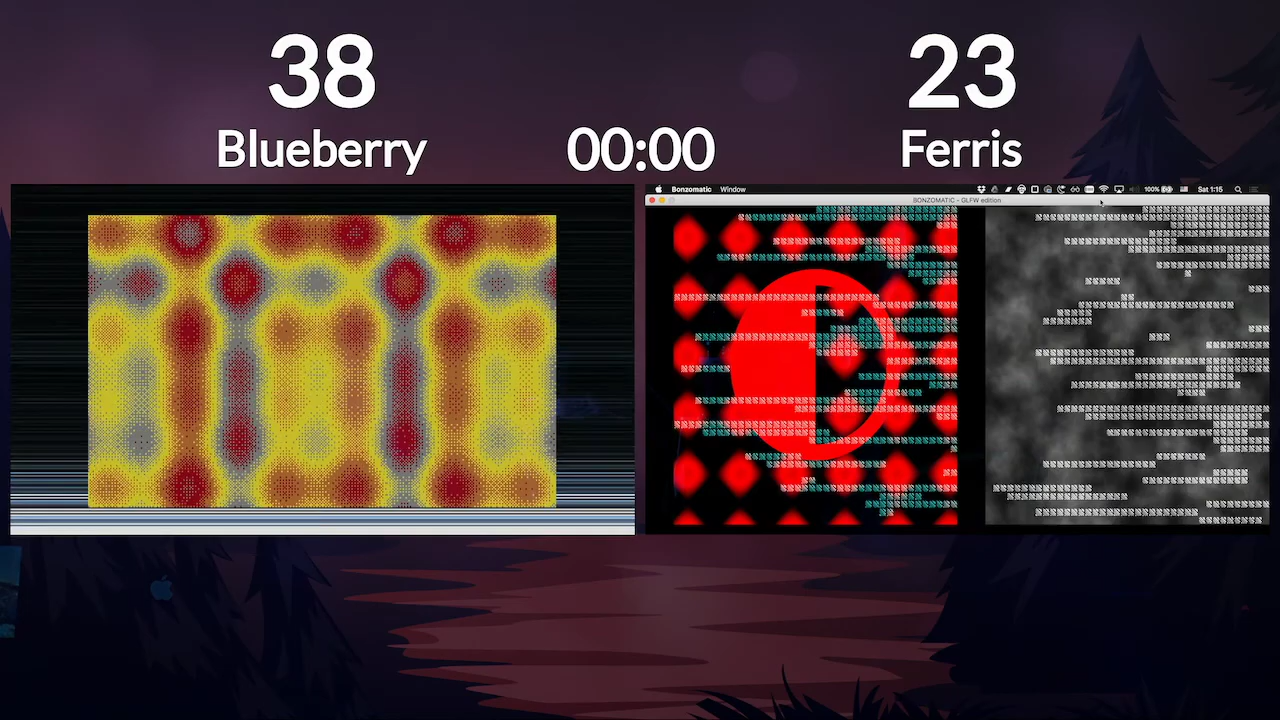 38
Blueberry
00:00
23
Ferris
Bonzomatic Window
100% Sat 1:15
BONZOMATIC - GLFW edition